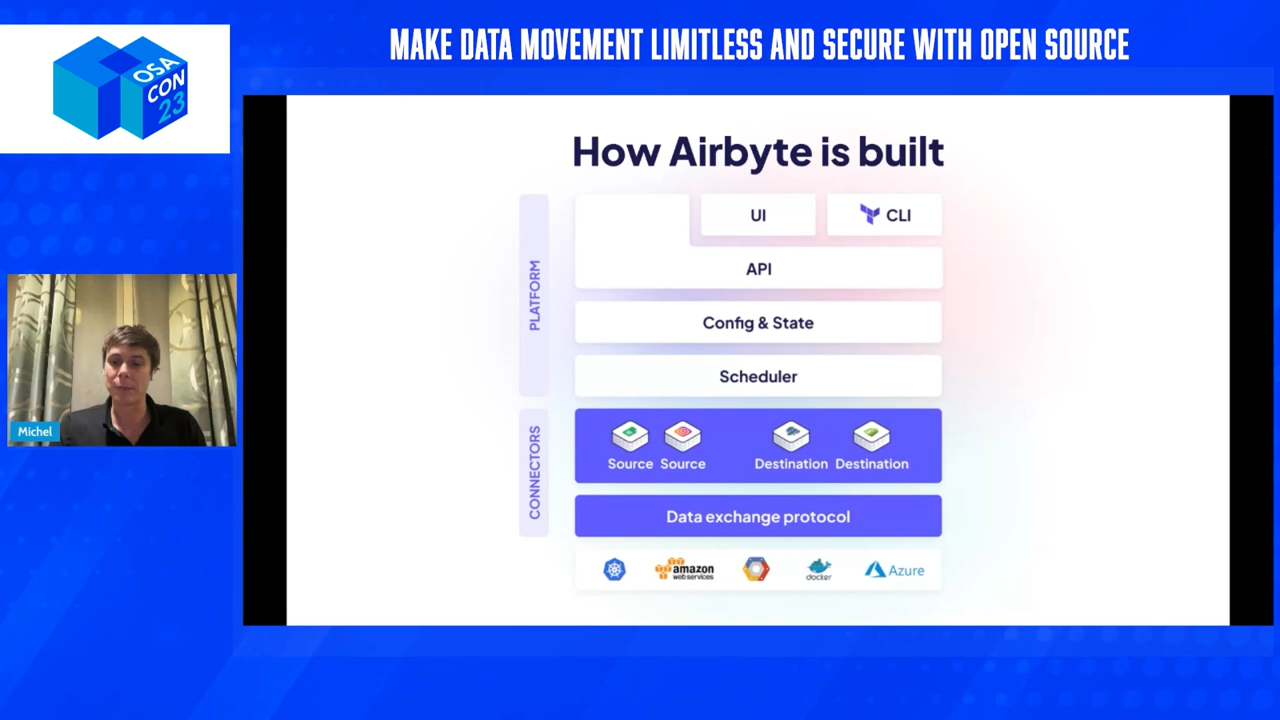 MAKE DATA MOVEMENT LIMITLESS AND SECURE WITH OPEN SOURCE
OSA
CON
23
How Airbyte is built
PLATFORM
UI
CLI
API
Config & State
Scheduler
CONNECTORS
Source
Source
Destination
Destination
Data exchange protocol
amazon
web services
docker
Azure
Michel